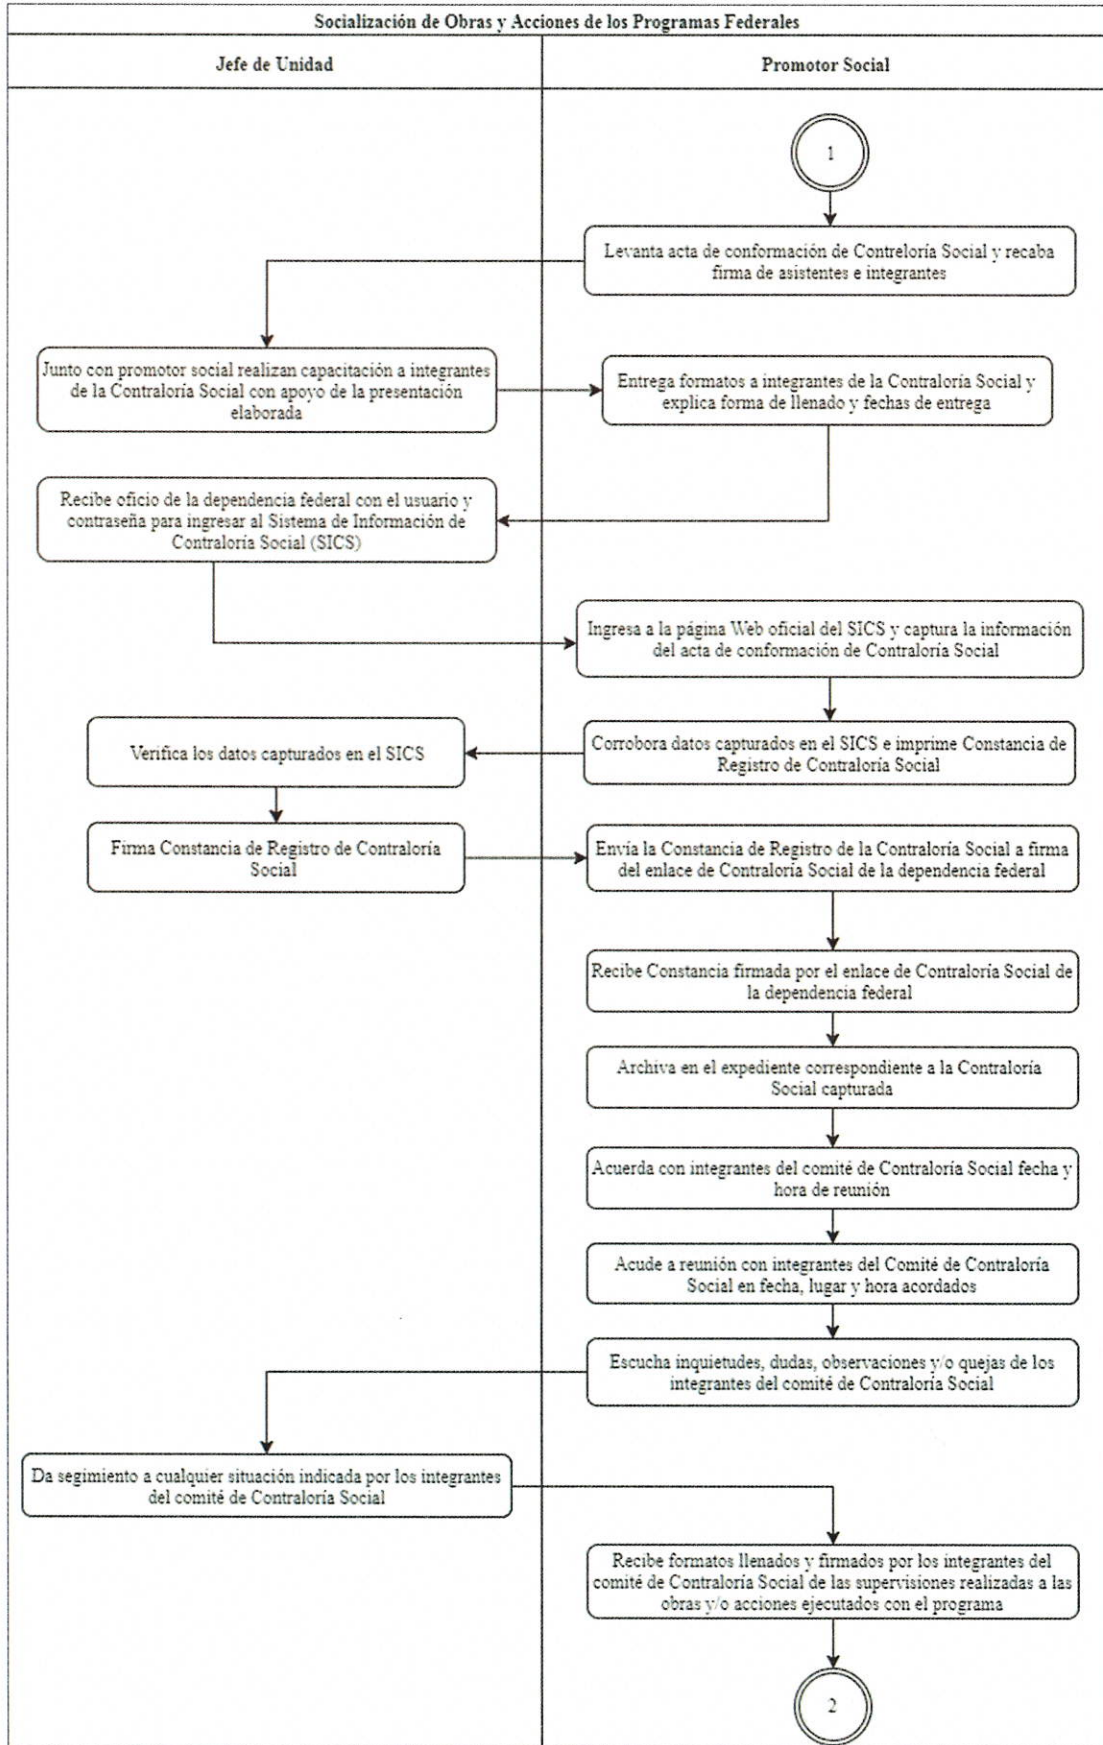 Socialización de Obras y Acciones de los Programas Federales
Jefe de Unidad
Promotor Social
1
Levanta acta de conformación de Contreloría Social y recaba
firma de asistentes e integrantes
Junto con promotor social realizan capacitación a integrantes
de la Contraloría Social con apoyo de la presentación
elaborada
Entrega formatos a integrantes de la Contraloría Social y
explica forma de llenado y fechas de entrega
Recibe oficio de la dependencia federal con el usuario y
contraseña para ingresar al Sistema de Información de
Contraloría Social (SICS)
Ingresa a la página Web oficial del SICS y captura la información
del acta de conformación de Contraloría Social
Corrobora datos capturados en el SICS e imprime Constancia de
Registro de Contraloría Social
Verifica los datos capturados en el SICS
Firma Constancia de Registro de Contraloría
Social
Envía la Constancia de Registro de la Contraloría Social a firma
del enlace de Contraloría Social de la dependencia federal
Recibe Constancia firmada por el enlace de Contraloría Social de
la dependencia federal
Archiva en el expediente correspondiente a la Contraloría
Social capturada
Acuerda con integrantes del comité de Contraloría Social fecha y
hora de reunión
Acude a reunión con integrantes del Comité de Contraloría
Social en fecha, lugar y hora acordados
Escucha inquietudes, dudas, observaciones y/o quejas de los
integrantes del comité de Contraloría Social
Da segimiento a cualquier situación indicada por los integrantes
del comité de Contraloría Social
Recibe formatos llenados y firmados por los integrantes del
comité de Contraloría Social de las supervisiones realizadas a las
obras y/o acciones ejecutados con el programa
2